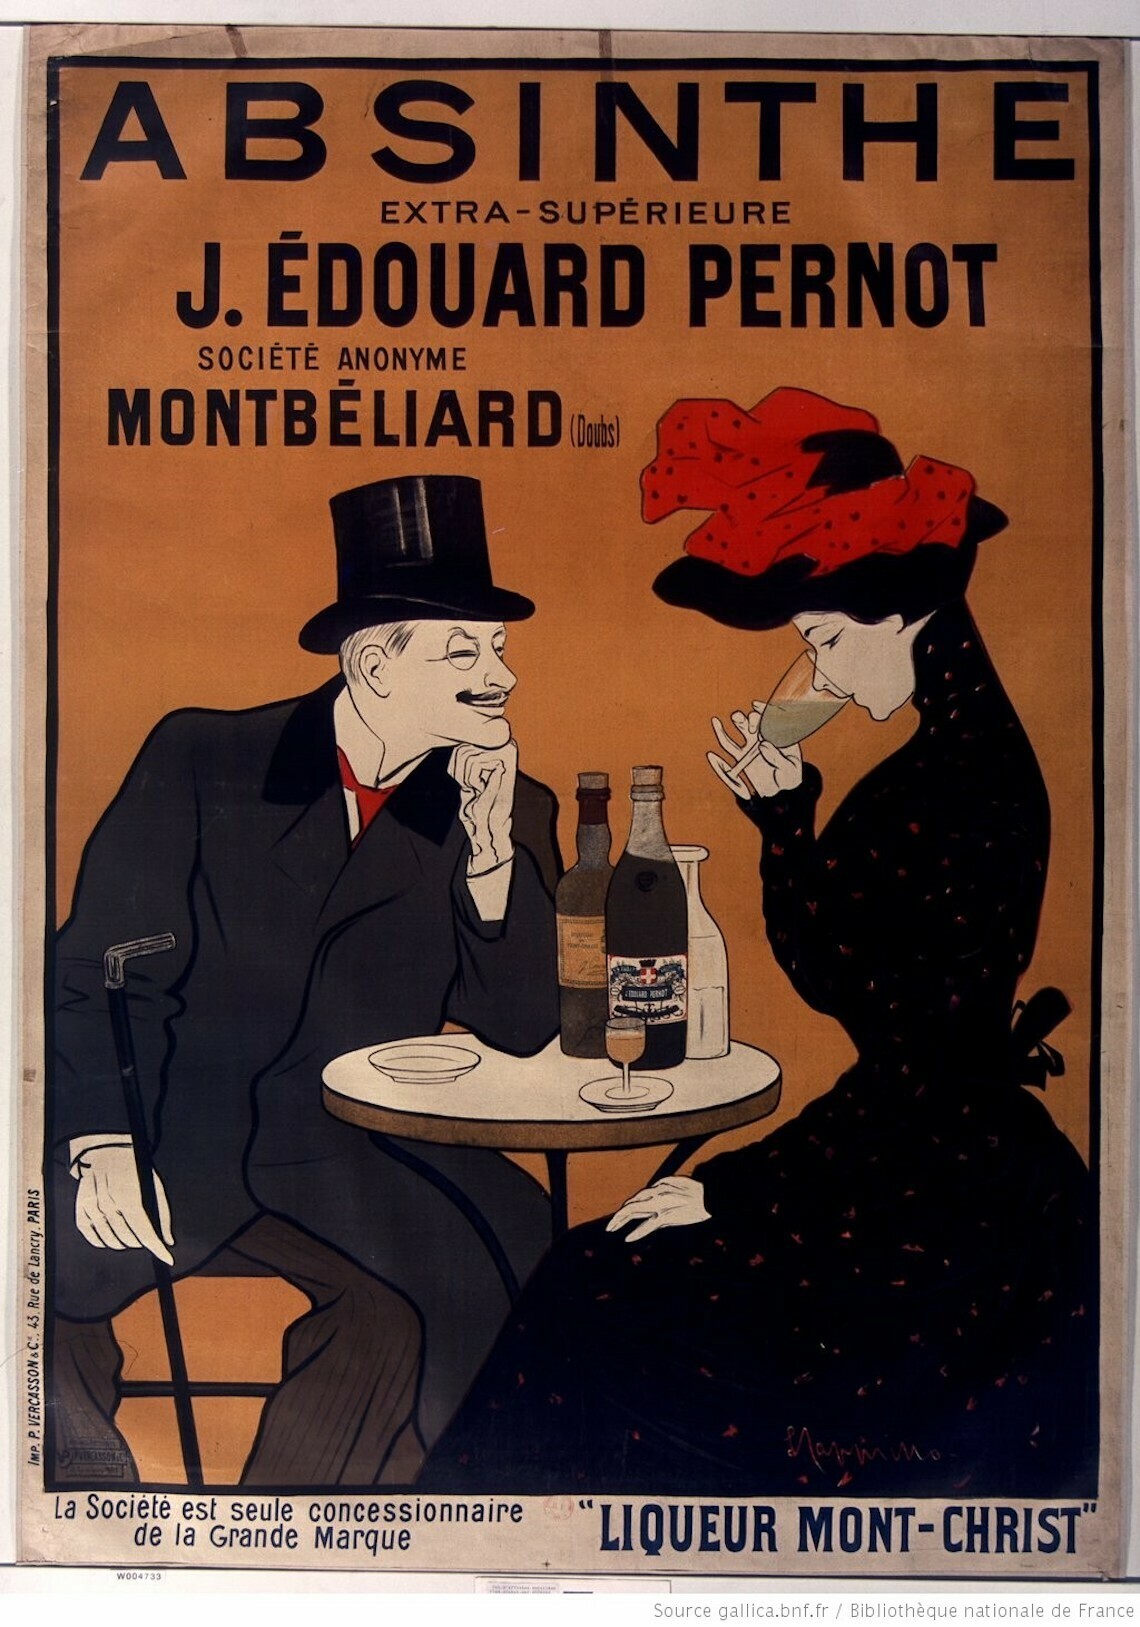 ABSINTHE
EXTRA-SUPÉRIEURE
J. ÉDOUARD PERNOT
SOCIÉTÉ ANONYME
MONTBÉLIARD (Doubs)
J. EDOUARD PERNOT
IMP. P. VERCASSON & Cie., 43, Rue de Lancry. PARIS
Cappiello
La Société est seule concessionnaire
de la Grande Marque
"LIQUEUR MONT-CHRIST"
W004733
Source gallica.bnf.fr / Bibliothèque nationale de France